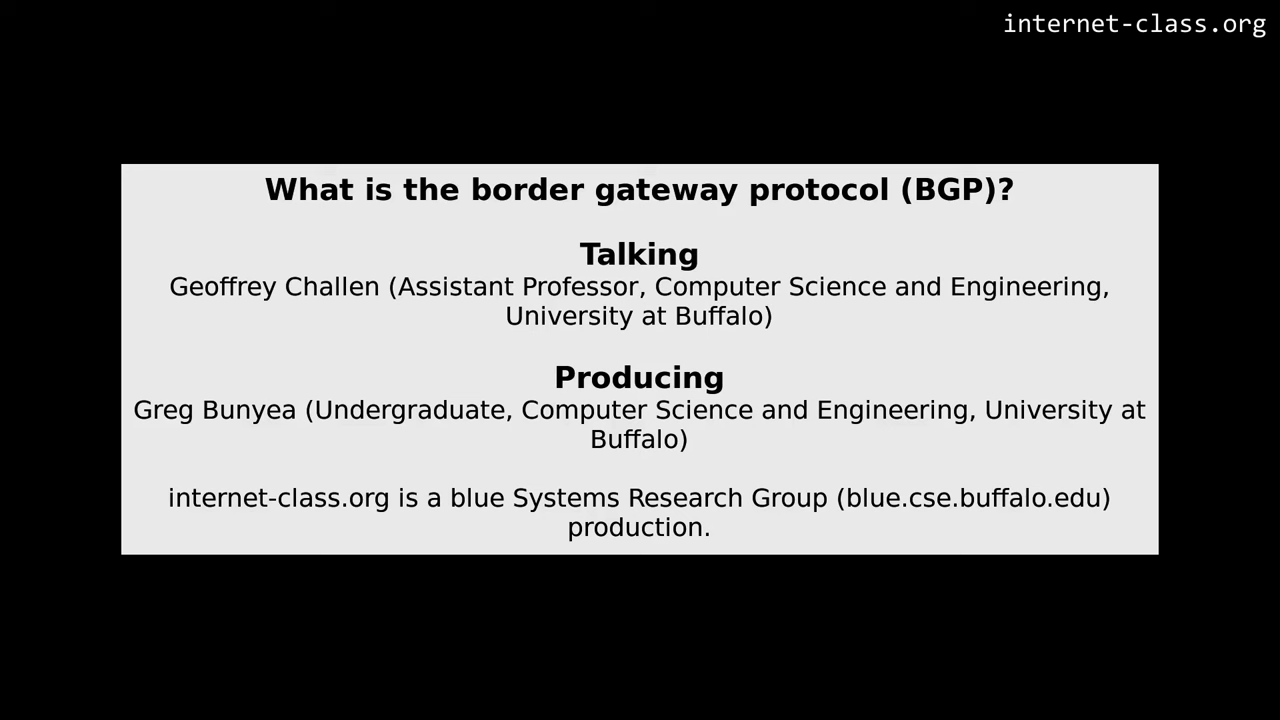 internet-class.org
What is the border gateway protocol (BGP)?
Talking
Geoffrey Challen (Assistant Professor, Computer Science and Engineering,
University at Buffalo)
Producing
Greg Bunyea (Undergraduate, Computer Science and Engineering, University at
Buffalo)
internet-class.org is a blue Systems Research Group (blue.cse.buffalo.edu)
production.